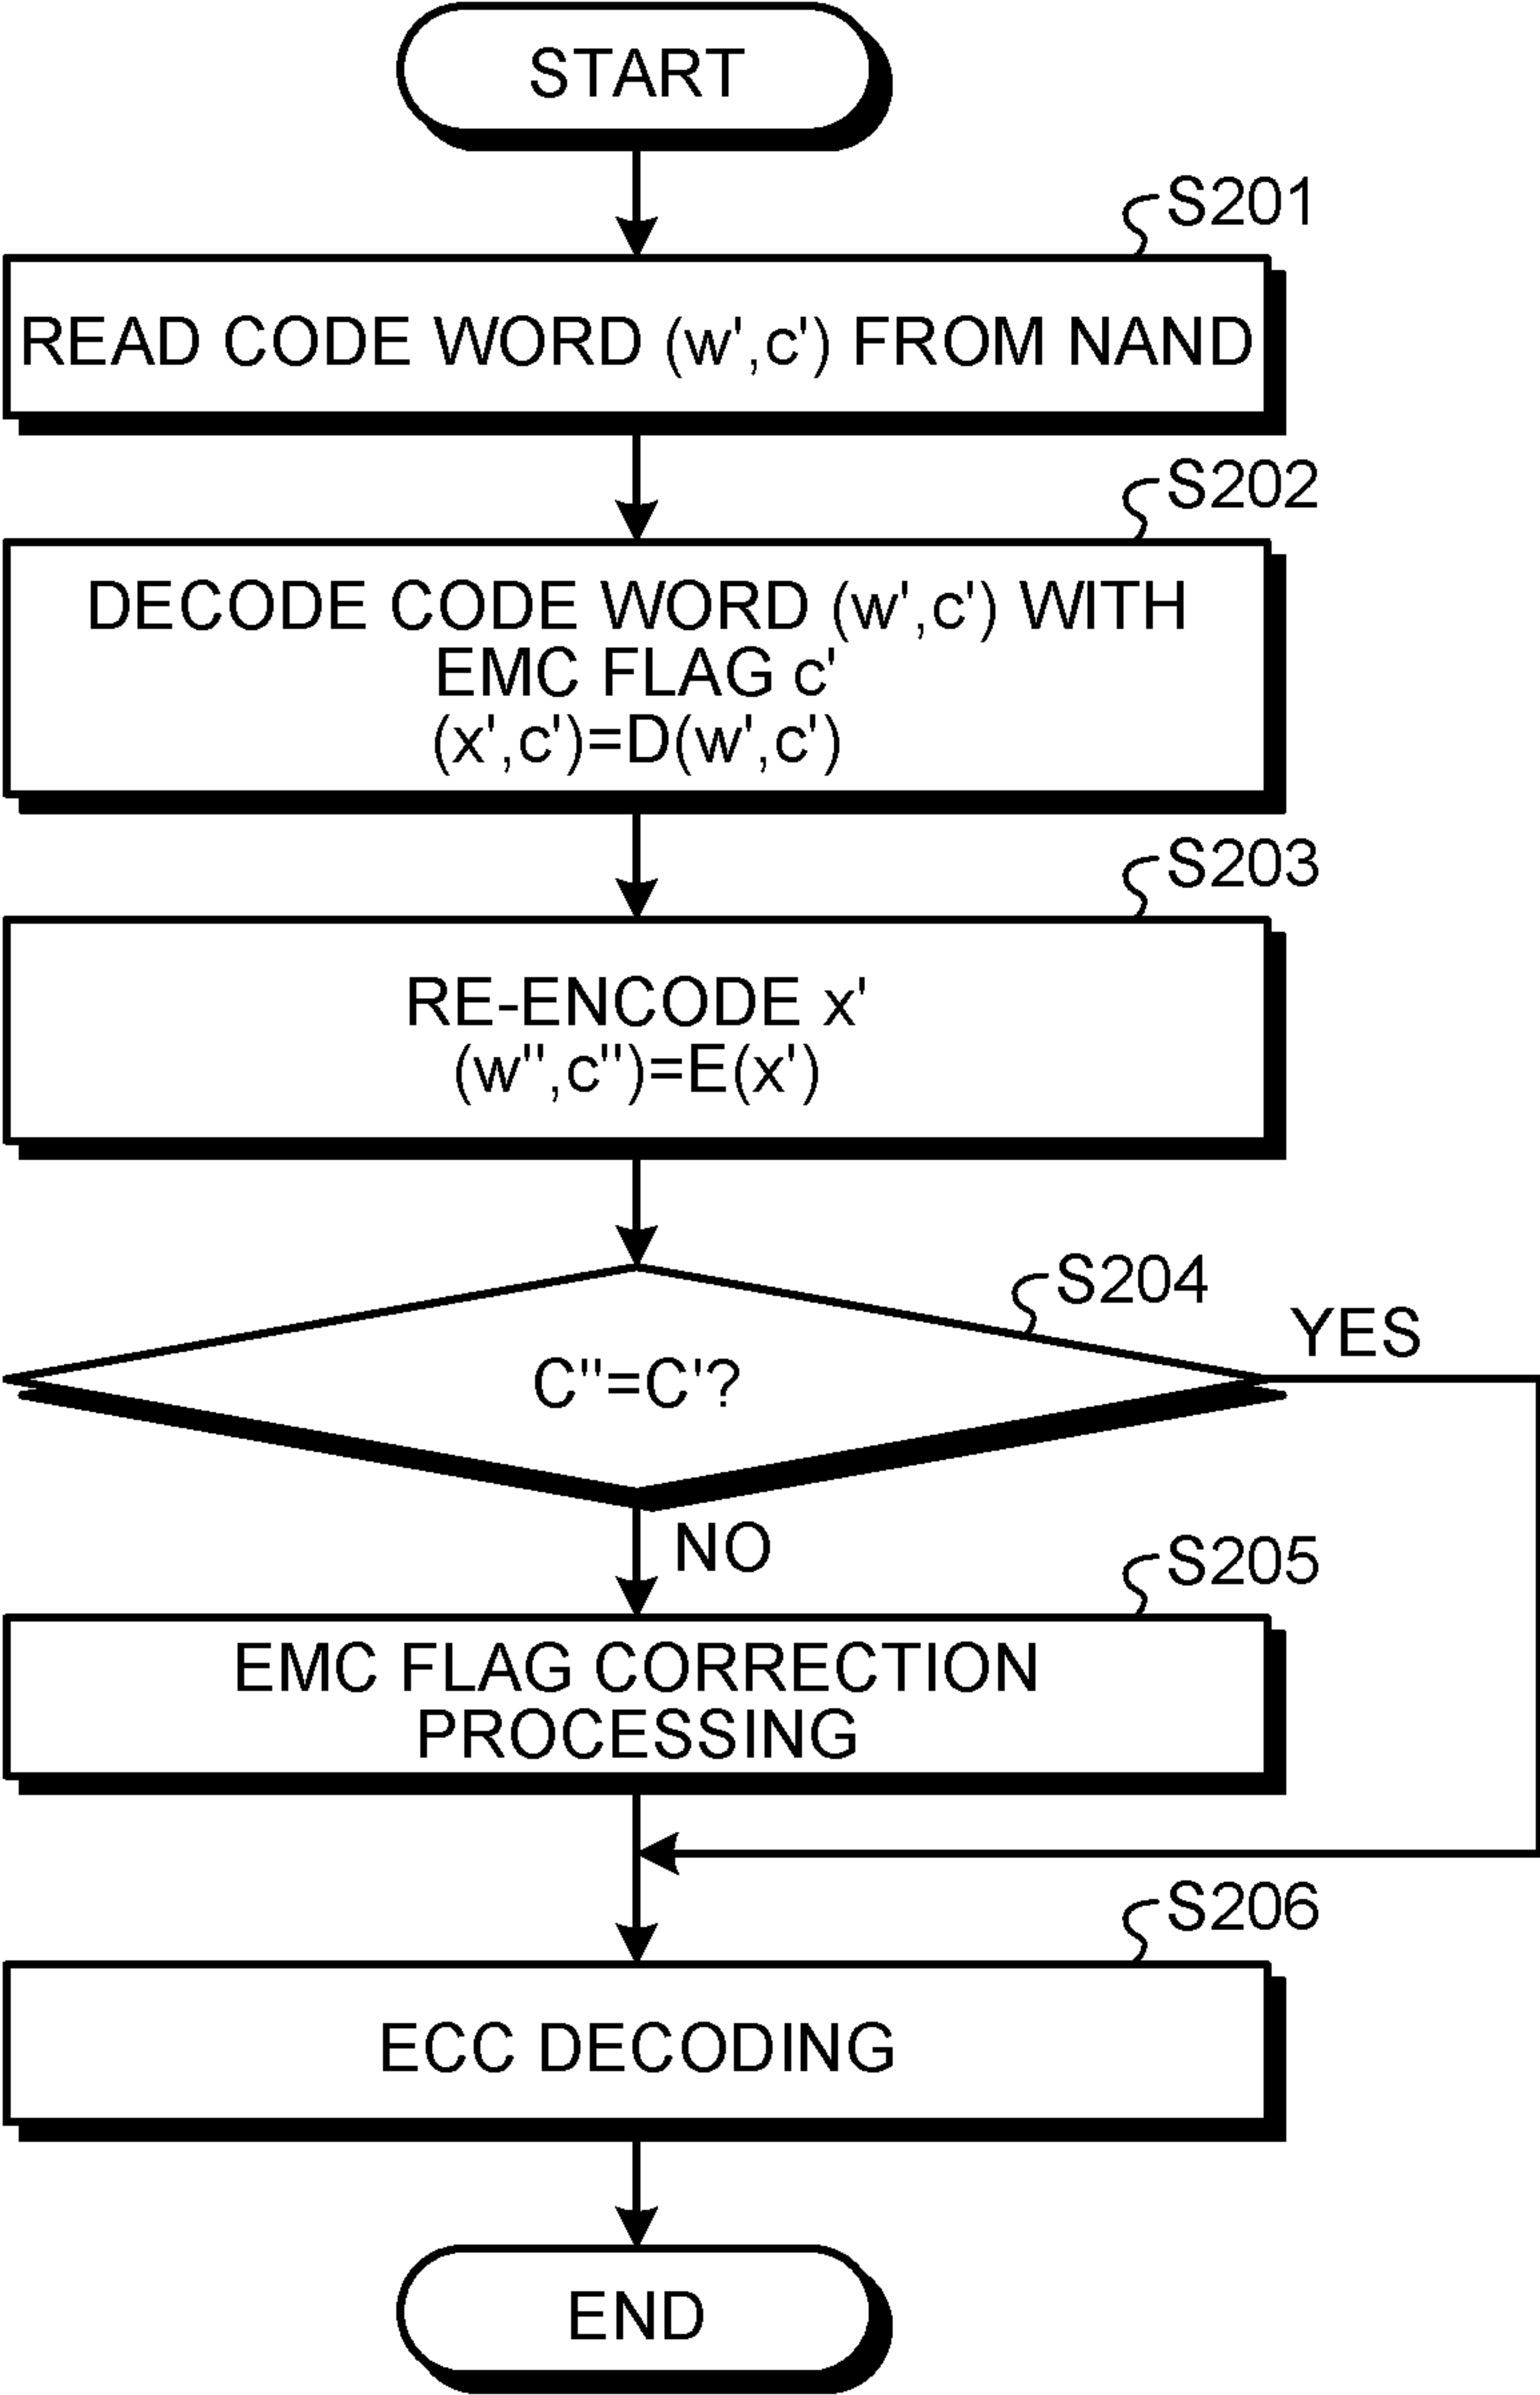 START
S201
READ CODE WORD (w',c') FROM NAND
S202
DECODE CODE WORD (w',c') WITH
EMC FLAG c'
(x',c')=D(w',c')
S203
RE-ENCODE x'
(w'',c'')=E(x')
S204
YES
C''=C'?
NO
S205
EMC FLAG CORRECTION
PROCESSING
S206
ECC DECODING
END